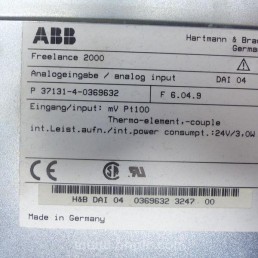 ABB
Hartmann & Bra
Germa
Freelance 2000
Analogeingabe / analog input DAI 04
P 37131-4-0369632 F 6.04.9
Eingang/input: mV Pt100
Thermo-element,-couple
int.Leist.aufn./int.power consumpt.:24V/3.0W
CE SA ®
H&B DAI 04 0369632 3247 00
Made in Germany